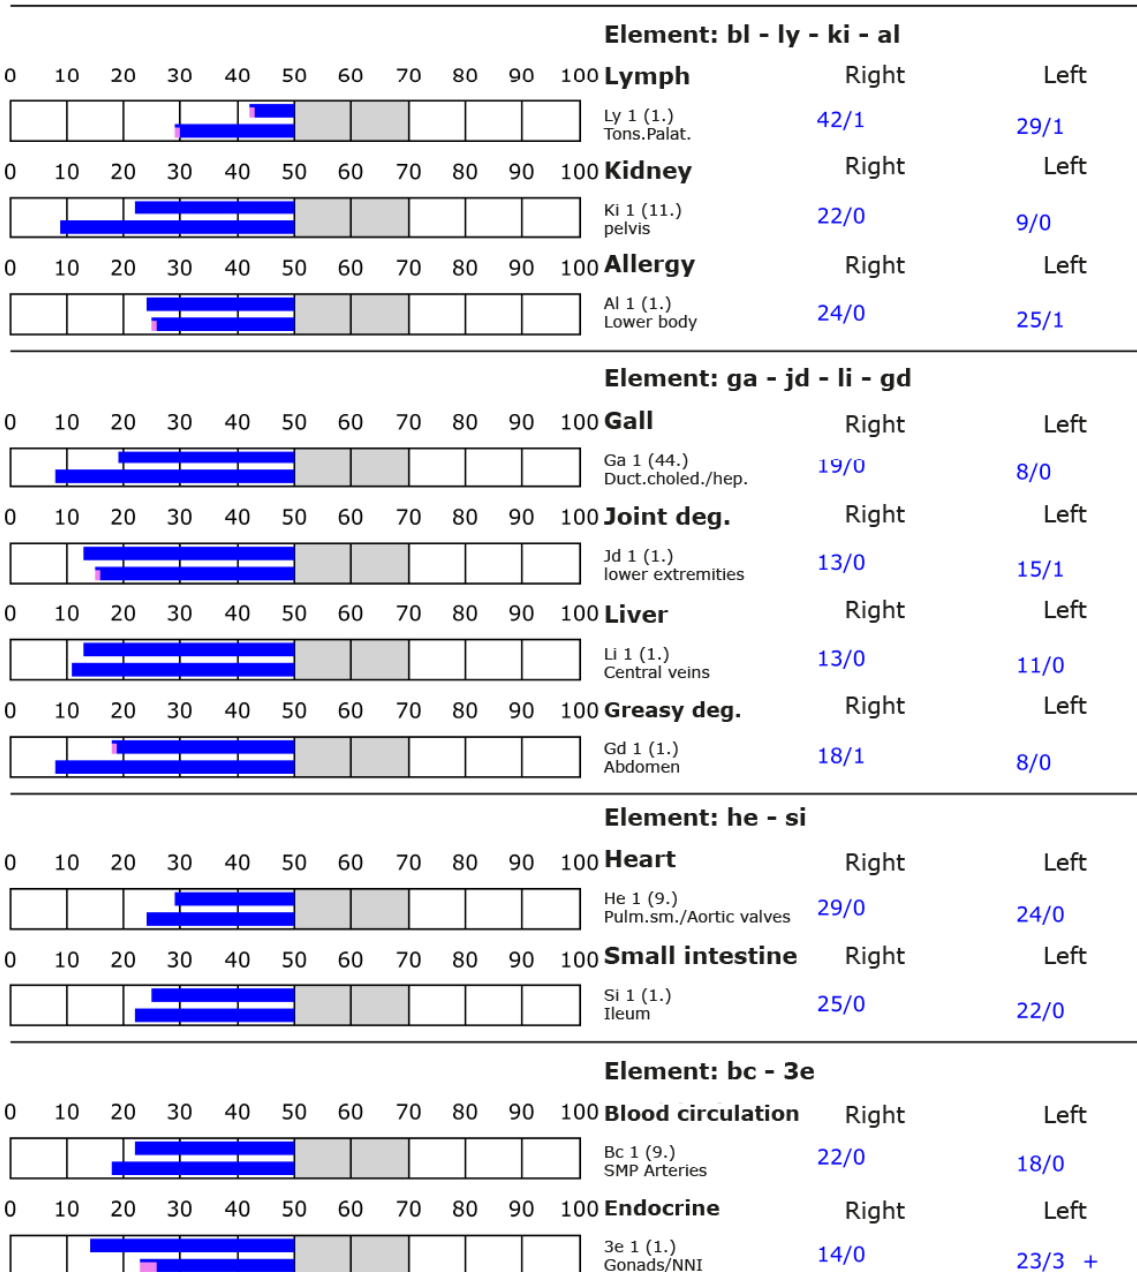 Element: bl - ly - ki - al
0 10 20 30 40 50 60 70 80 90 100 Lymph Right Left
Ly 1 (1.) 42/1 29/1
Tons.Palat.
0 10 20 30 40 50 60 70 80 90 100 Kidney Right Left
Ki 1 (11.) 22/0 9/0
pelvis
0 10 20 30 40 50 60 70 80 90 100 Allergy Right Left
Al 1 (1.) 24/0 25/1
Lower body
Element: ga - jd - li - gd
0 10 20 30 40 50 60 70 80 90 100 Gall Right Left
Ga 1 (44.) 19/0 8/0
Duct.choled./hep.
0 10 20 30 40 50 60 70 80 90 100 Joint deg. Right Left
Jd 1 (1.) 13/0 15/1
lower extremities
0 10 20 30 40 50 60 70 80 90 100 Liver Right Left
Li 1 (1.) 13/0 11/0
Central veins
0 10 20 30 40 50 60 70 80 90 100 Greasy deg. Right Left
Gd 1 (1.) 18/1 8/0
Abdomen
Element: he - si
0 10 20 30 40 50 60 70 80 90 100 Heart Right Left
He 1 (9.) 29/0 24/0
Pulm.sm./Aortic valves
0 10 20 30 40 50 60 70 80 90 100 Small intestine Right Left
Si 1 (1.) 25/0 22/0
Ileum
Element: bc - 3e
0 10 20 30 40 50 60 70 80 90 100 Blood circulation Right Left
Bc 1 (9.) 22/0 18/0
SMP Arteries
0 10 20 30 40 50 60 70 80 90 100 Endocrine Right Left
3e 1 (1.) 14/0 23/3 +
Gonads/NNI